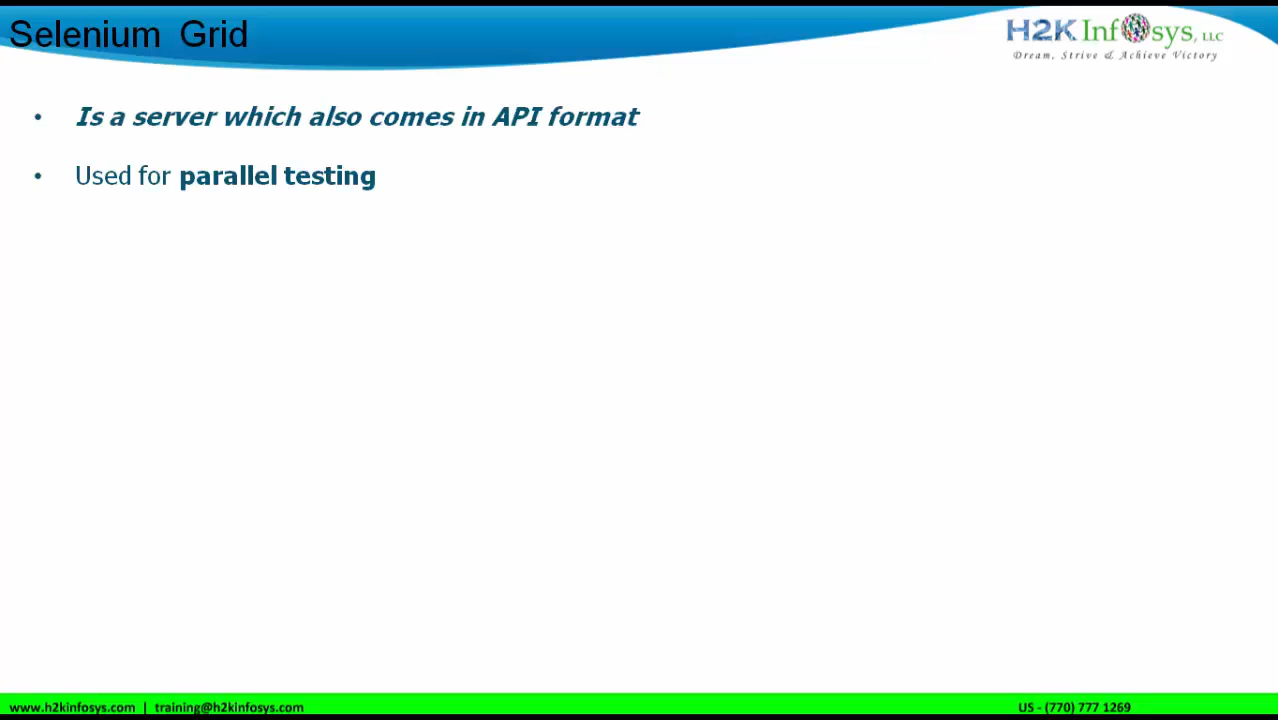 Selenium Grid
H2K Infosys, LLC
Dream, Strive & Achieve Victory
• Is a server which also comes in API format
• Used for parallel testing
www.h2kinfosys.com | training@h2kinfosys.com
US - (770) 777 1269